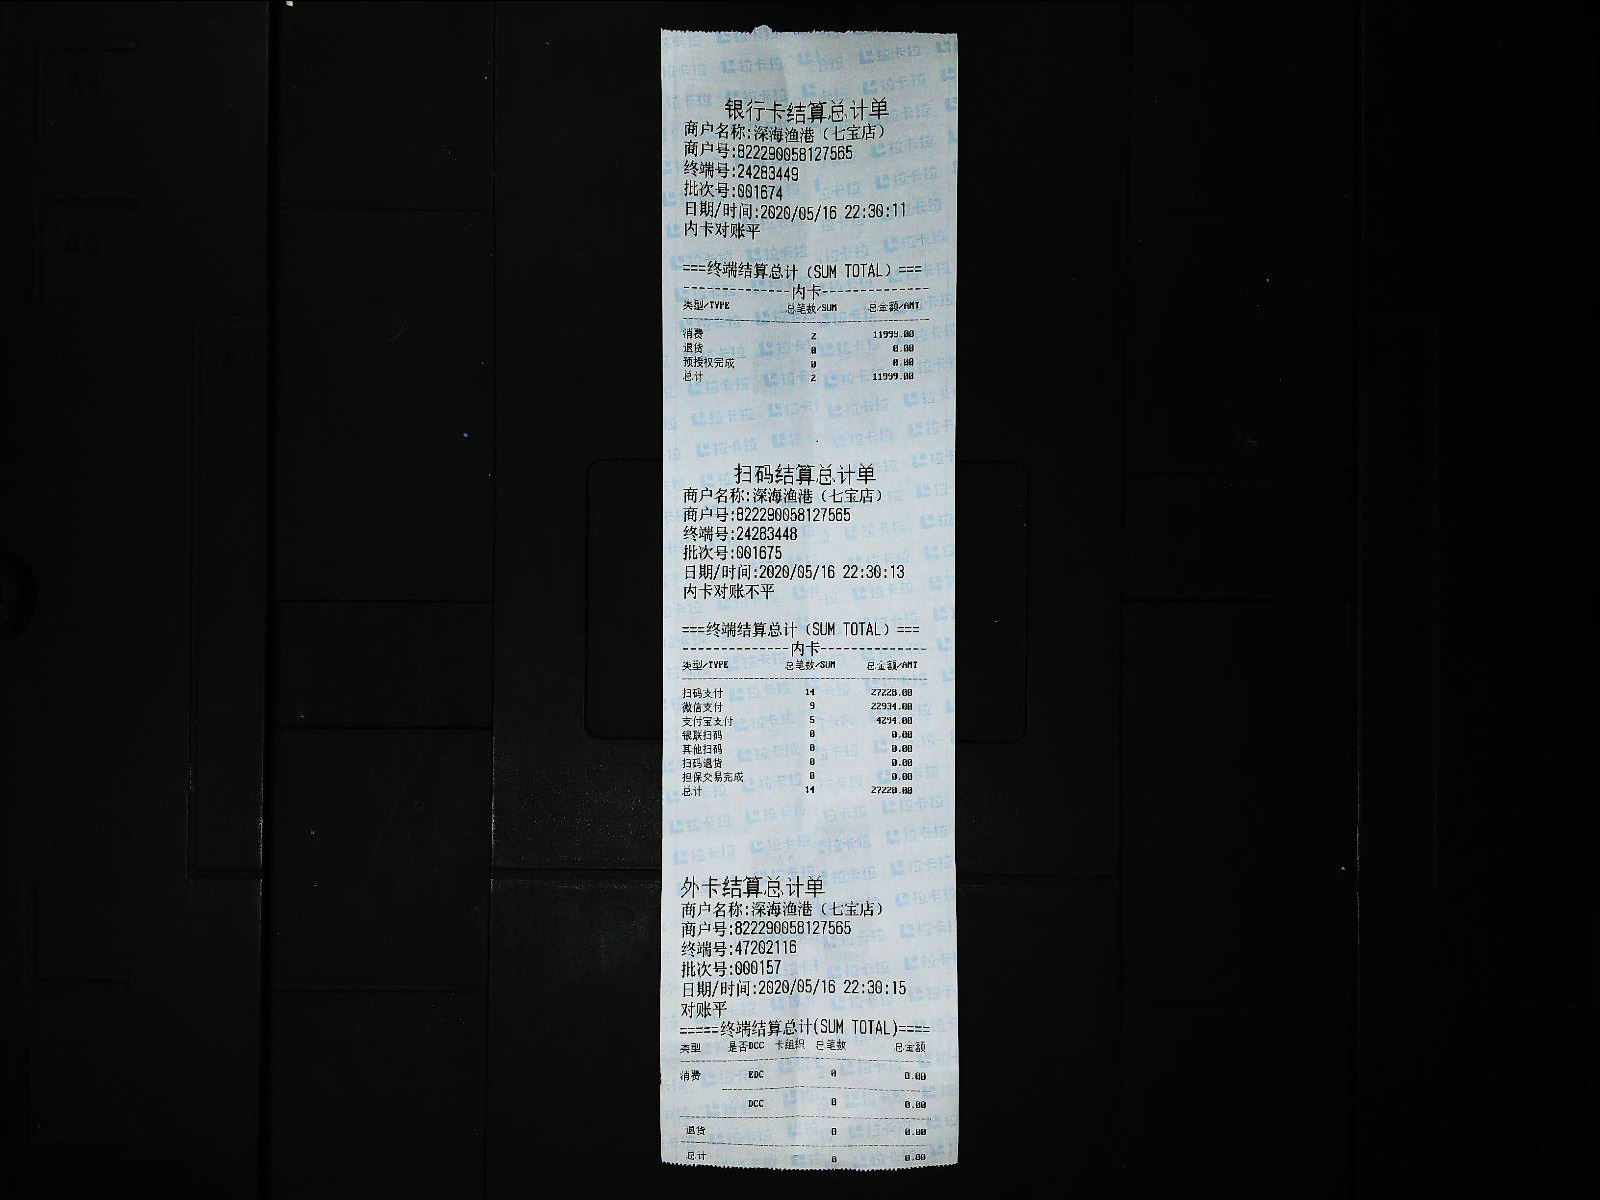 银行卡结算总计单
商户名称:深海渔港（七宝店）
商户号:822290058127565
终端号:24283449
批次号:001674
日期/时间:2020/05/16 22:30:11
内卡对账平
===终端结算总计（SUM TOTAL）===
--------------内卡--------------
类型/TYPE 总笔数/SUM 总金额/AMT
消费 2 11999.00
退货 0 0.00
预授权完成 0 0.00
总计 2 11999.00
扫码结算总计单
商户名称:深海渔港（七宝店）
商户号:822290058127565
终端号:24283448
批次号:001675
日期/时间:2020/05/16 22:30:13
内卡对账不平
===终端结算总计（SUM TOTAL）===
--------------内卡--------------
类型/TYPE 总笔数/SUM 总金额/AMT
扫码支付 14 27228.00
微信支付 9 22934.00
支付宝支付 5 4294.00
银联扫码 0 0.00
其他扫码 0 0.00
扫码退货 0 0.00
担保交易完成 0 0.00
总计 14 27228.00
外卡结算总计单
商户名称:深海渔港（七宝店）
商户号:822290058127565
终端号:47202116
批次号:000157
日期/时间:2020/05/16 22:30:15
对账平
=====终端结算总计(SUM TOTAL)====
类型 是否DCC 卡组织 总笔数 总金额
消费 EDC 0 0.00
DCC 0 0.00
退货 0 0.00
总计 0 0.00